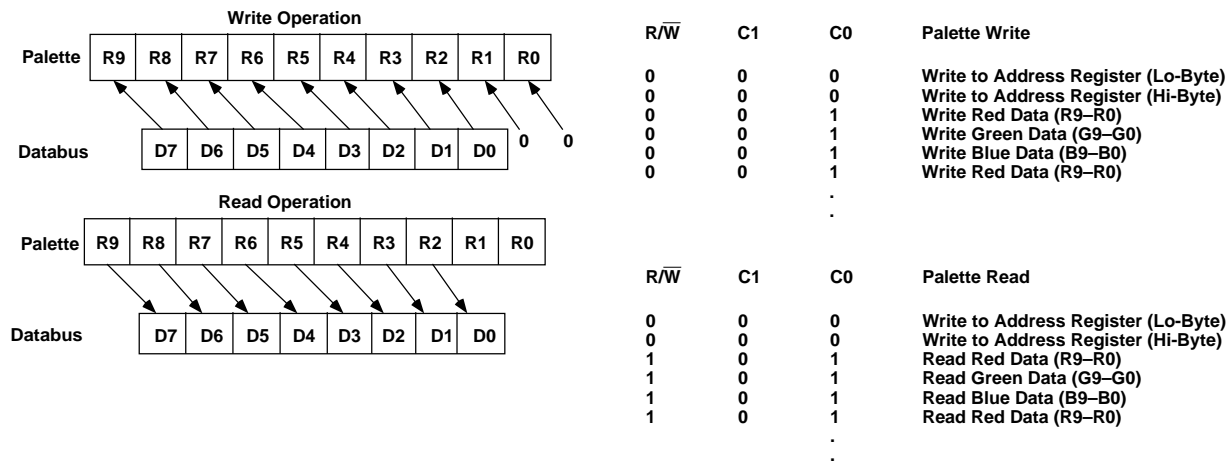 Write Operation
Palette R9 R8 R7 R6 R5 R4 R3 R2 R1 R0
Databus D7 D6 D5 D4 D3 D2 D1 D0 0 0
Read Operation
Palette R9 R8 R7 R6 R5 R4 R3 R2 R1 R0
Databus D7 D6 D5 D4 D3 D2 D1 D0
R/W̅ C1 C0 Palette Write
0 0 0 Write to Address Register (Lo-Byte)
0 0 0 Write to Address Register (Hi-Byte)
0 0 1 Write Red Data (R9–R0)
0 0 1 Write Green Data (G9–G0)
0 0 1 Write Blue Data (B9–B0)
0 0 1 Write Red Data (R9–R0)
.
.
R/W̅ C1 C0 Palette Read
0 0 0 Write to Address Register (Lo-Byte)
0 0 0 Write to Address Register (Hi-Byte)
1 0 1 Read Red Data (R9–R0)
1 0 1 Read Green Data (G9–G0)
1 0 1 Read Blue Data (B9–B0)
1 0 1 Read Red Data (R9–R0)
.
.